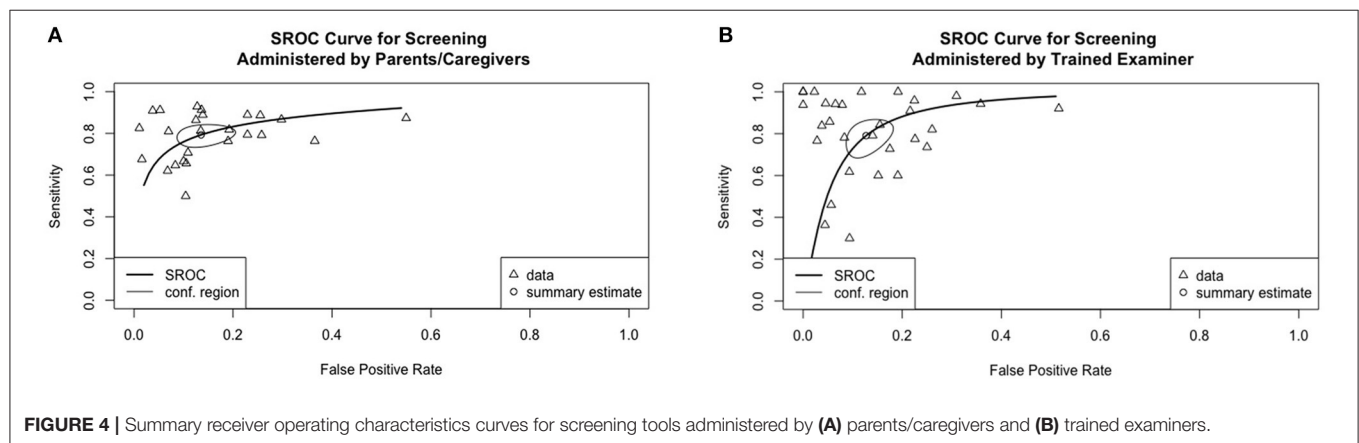 A
SROC Curve for Screening
Administered by Parents/Caregivers
Sensitivity
1.0
0.8
0.6
0.4
0.2
0.0
SROC
conf. region
data
summary estimate
0.0 0.2 0.4 0.6 0.8 1.0
False Positive Rate
B
SROC Curve for Screening
Administered by Trained Examiner
Sensitivity
1.0
0.8
0.6
0.4
0.2
0.0
SROC
conf. region
data
summary estimate
0.0 0.2 0.4 0.6 0.8 1.0
False Positive Rate
FIGURE 4 | Summary receiver operating characteristics curves for screening tools administered by (A) parents/caregivers and (B) trained examiners.